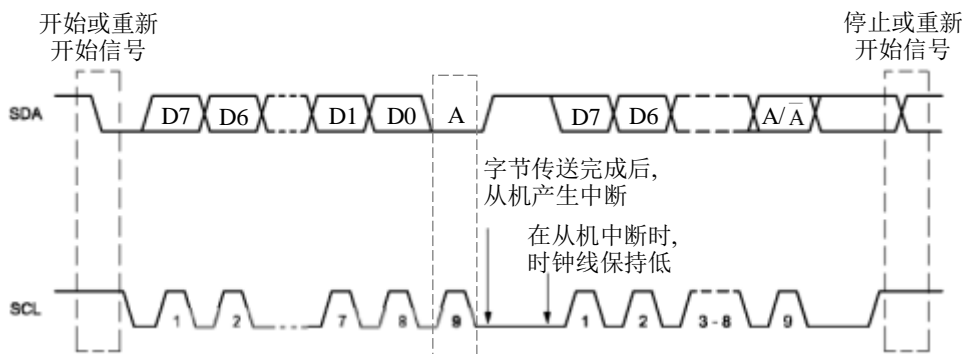 开始或重新
开始信号
停止或重新
开始信号
SDA D7 D6 D1 D0 A D7 D6 A/A̅
字节传送完成后,
从机产生中断
在从机中断时,
时钟线保持低
SCL 1 2 7 8 9 1 2 3-8 9